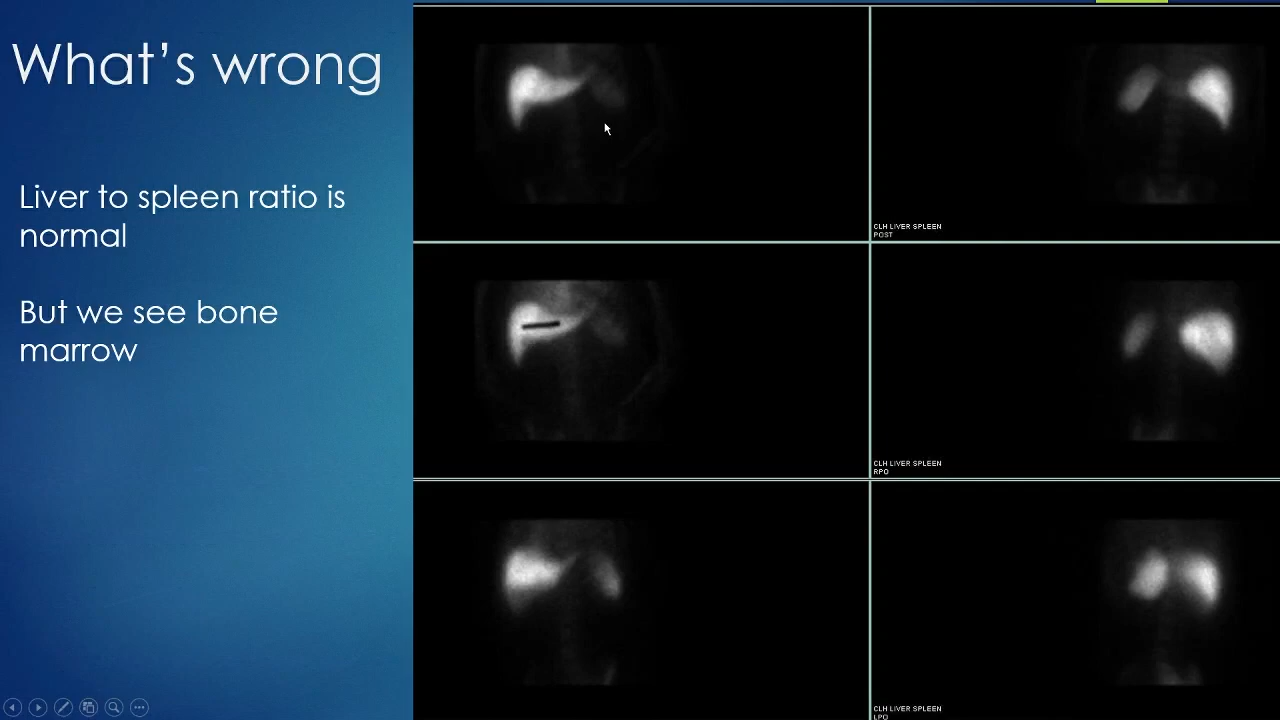 What's wrong
Liver to spleen ratio is
normal
But we see bone
marrow
CLH LIVER SPLEEN
POST
CLH LIVER SPLEEN
RPO
CLH LIVER SPLEEN
LPO